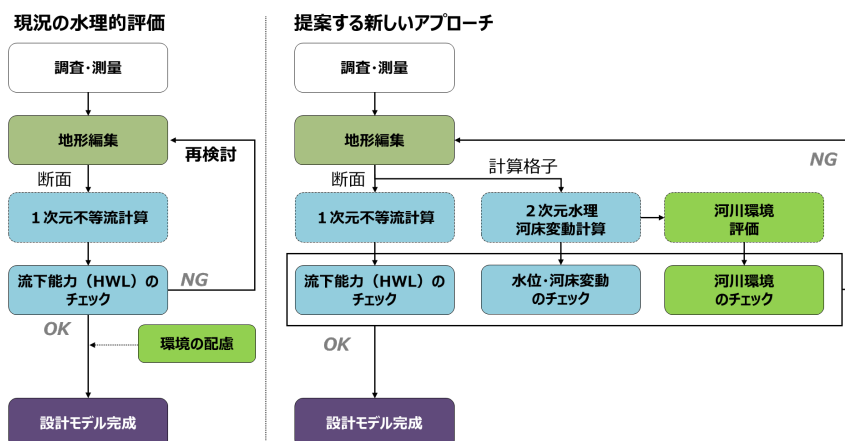 現況の水理的評価
調査・測量
地形編集
再検討
断面
１次元不等流計算
流下能力（HWL）の
チェック
NG
OK
環境の配慮
設計モデル完成
提案する新しいアプローチ
調査・測量
地形編集
NG
断面
計算格子
１次元不等流計算
２次元水理
河床変動計算
河川環境
評価
流下能力（HWL）の
チェック
水位・河床変動
のチェック
河川環境
のチェック
OK
設計モデル完成